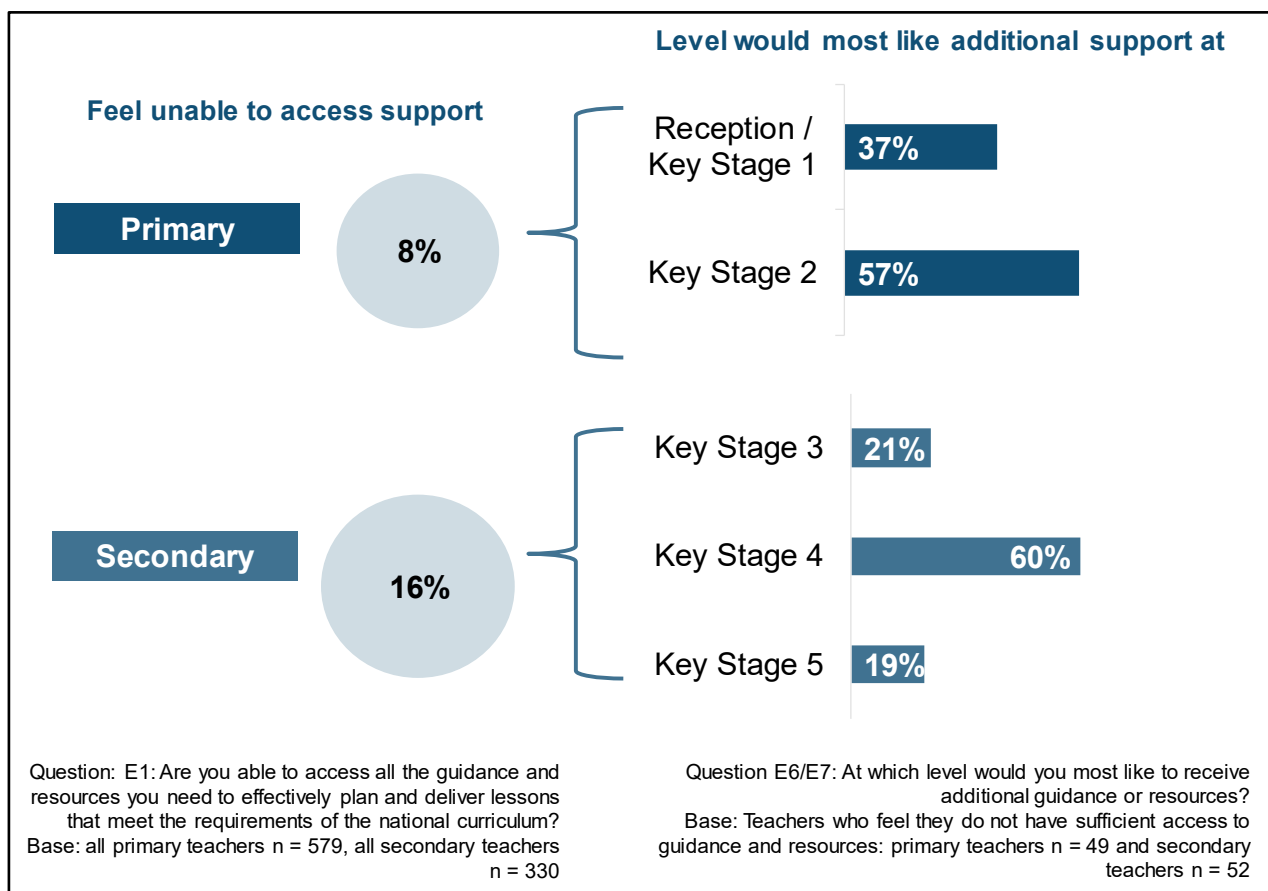 Level would most like additional support at
Feel unable to access support
Primary
8%
Reception /
Key Stage 1
37%
Key Stage 2
57%
Secondary
16%
Key Stage 3
21%
Key Stage 4
60%
Key Stage 5
19%
Question: E1: Are you able to access all the guidance and
resources you need to effectively plan and deliver lessons
that meet the requirements of the national curriculum?
Base: all primary teachers n = 579, all secondary teachers
n = 330
Question E6/E7: At which level would you most like to receive
additional guidance or resources?
Base: Teachers who feel they do not have sufficient access to
guidance and resources: primary teachers n = 49 and secondary
teachers n = 52